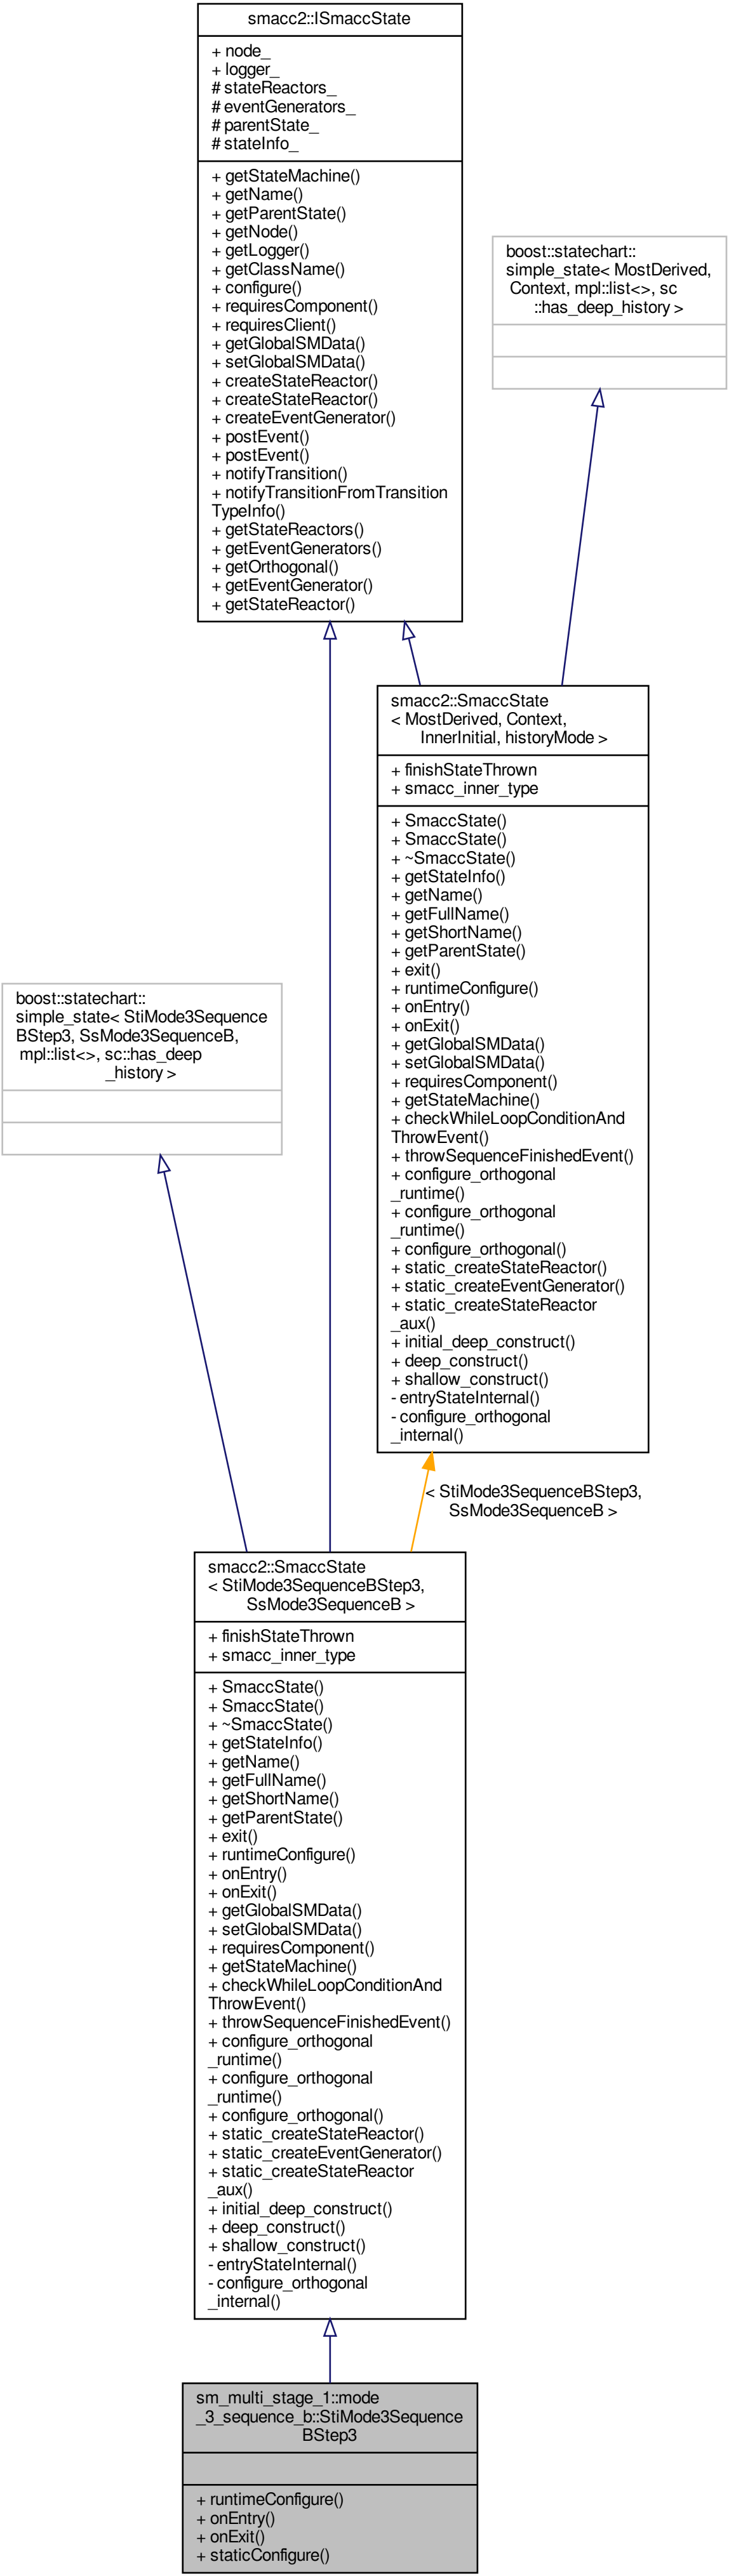 smacc2::ISmaccState
+ node_
+ logger_
# stateReactors_
# eventGenerators_
# parentState_
# stateInfo_
+ getStateMachine()
+ getName()
+ getParentState()
+ getNode()
+ getLogger()
+ getClassName()
+ configure()
+ requiresComponent()
+ requiresClient()
+ getGlobalSMData()
+ setGlobalSMData()
+ createStateReactor()
+ createStateReactor()
+ createEventGenerator()
+ postEvent()
+ postEvent()
+ notifyTransition()
+ notifyTransitionFromTransition
TypeInfo()
+ getStateReactors()
+ getEventGenerators()
+ getOrthogonal()
+ getEventGenerator()
+ getStateReactor()
boost::statechart::
simple_state< MostDerived,
Context, mpl::list<>, sc
::has_deep_history >
smacc2::SmaccState
< MostDerived, Context,
InnerInitial, historyMode >
+ finishStateThrown
+ smacc_inner_type
+ SmaccState()
+ SmaccState()
+ ~SmaccState()
+ getStateInfo()
+ getName()
+ getFullName()
+ getShortName()
+ getParentState()
+ exit()
+ runtimeConfigure()
+ onEntry()
+ onExit()
+ getGlobalSMData()
+ setGlobalSMData()
+ requiresComponent()
+ getStateMachine()
+ checkWhileLoopConditionAnd
ThrowEvent()
+ throwSequenceFinishedEvent()
+ configure_orthogonal
_runtime()
+ configure_orthogonal
_runtime()
+ configure_orthogonal()
+ static_createStateReactor()
+ static_createEventGenerator()
+ static_createStateReactor
_aux()
+ initial_deep_construct()
+ deep_construct()
+ shallow_construct()
- entryStateInternal()
- configure_orthogonal
_internal()
boost::statechart::
simple_state< StiMode3Sequence
BStep3, SsMode3SequenceB,
mpl::list<>, sc::has_deep
_history >
< StiMode3SequenceBStep3,
SsMode3SequenceB >
smacc2::SmaccState
< StiMode3SequenceBStep3,
SsMode3SequenceB >
+ finishStateThrown
+ smacc_inner_type
+ SmaccState()
+ SmaccState()
+ ~SmaccState()
+ getStateInfo()
+ getName()
+ getFullName()
+ getShortName()
+ getParentState()
+ exit()
+ runtimeConfigure()
+ onEntry()
+ onExit()
+ getGlobalSMData()
+ setGlobalSMData()
+ requiresComponent()
+ getStateMachine()
+ checkWhileLoopConditionAnd
ThrowEvent()
+ throwSequenceFinishedEvent()
+ configure_orthogonal
_runtime()
+ configure_orthogonal
_runtime()
+ configure_orthogonal()
+ static_createStateReactor()
+ static_createEventGenerator()
+ static_createStateReactor
_aux()
+ initial_deep_construct()
+ deep_construct()
+ shallow_construct()
- entryStateInternal()
- configure_orthogonal
_internal()
sm_multi_stage_1::mode
_3_sequence_b::StiMode3Sequence
BStep3
+ runtimeConfigure()
+ onEntry()
+ onExit()
+ staticConfigure()